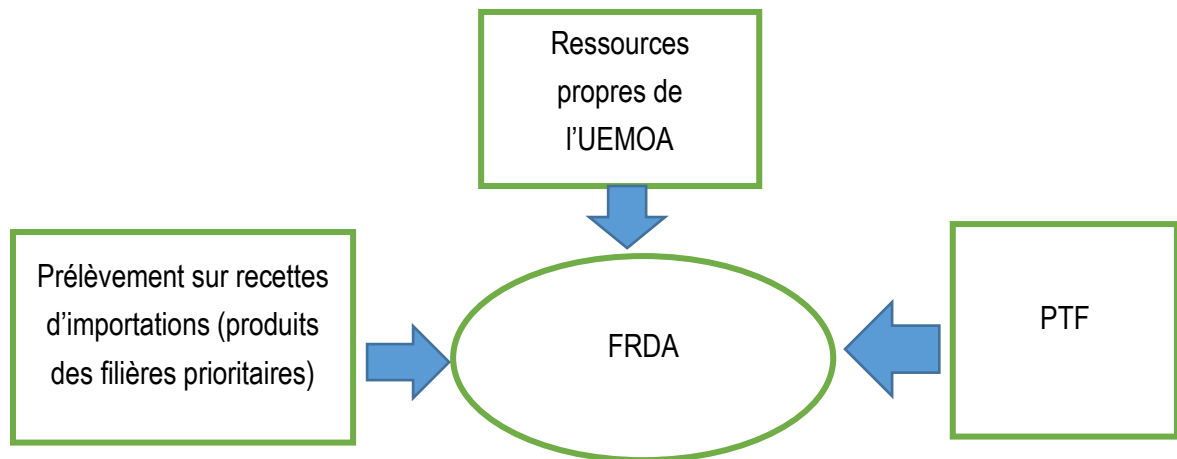 Ressources
propres de
l'UEMOA
Prélèvement sur recettes
d'importations (produits
des filières prioritaires)
FRDA
PTF